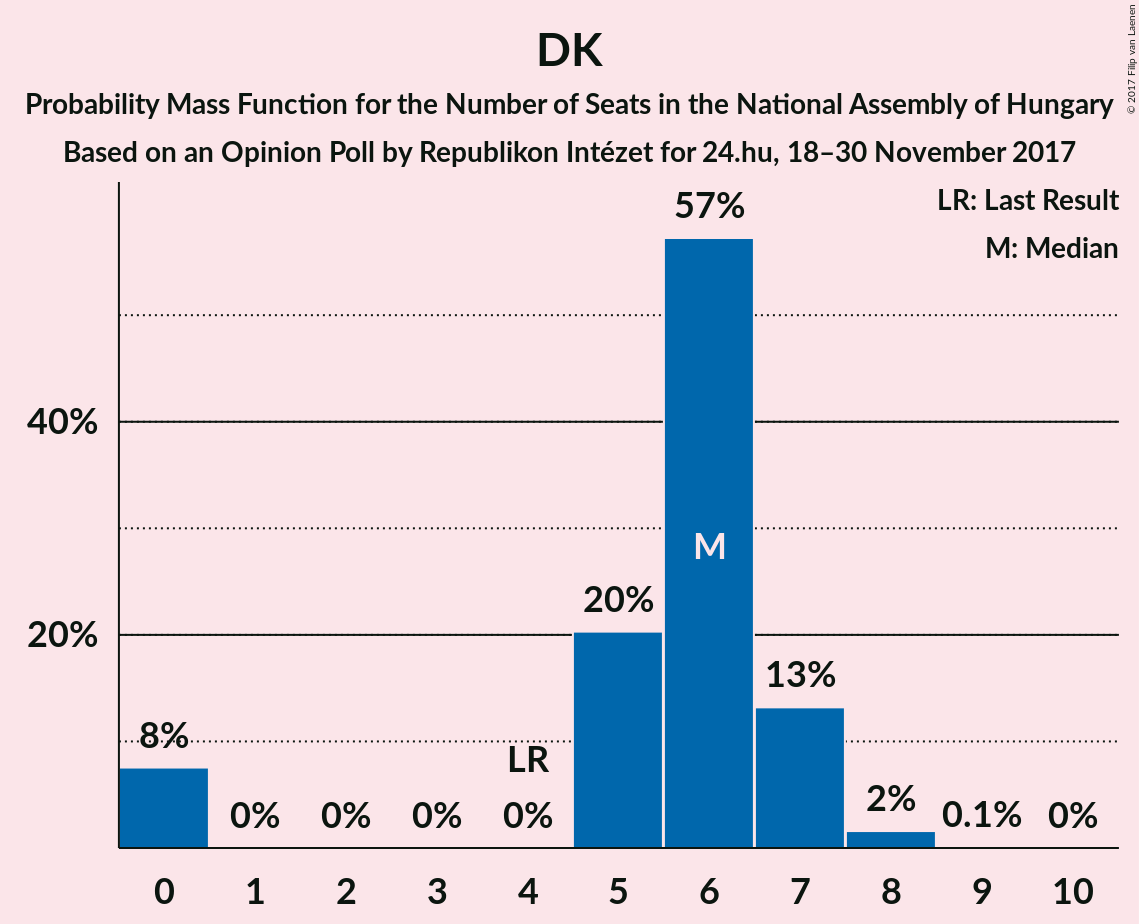 DK
Probability Mass Function for the Number of Seats in the National Assembly of Hungary
Based on an Opinion Poll by Republikon Intézet for 24.hu, 18–30 November 2017
© 2017 Filip van Laenen
LR: Last Result
M: Median
57%
40%
M
20%
20%
13%
8%
LR
0%
0%
0%
0%
2%
0.1%
0%
0 1 2 3 4 5 6 7 8 9 10